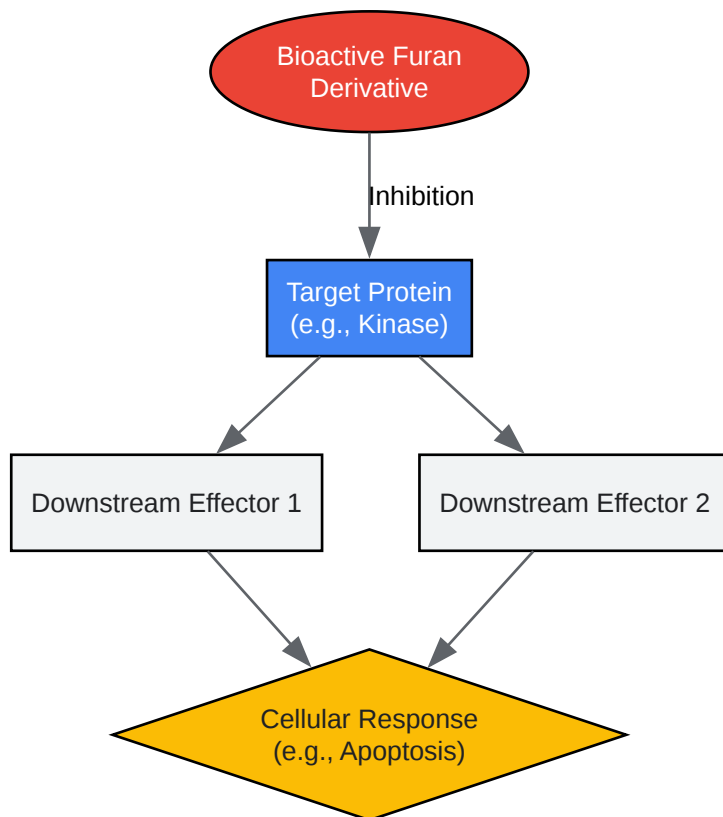 Bioactive Furan
Derivative
Inhibition
Target Protein
(e.g., Kinase)
Downstream Effector 1
Downstream Effector 2
Cellular Response
(e.g., Apoptosis)